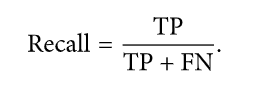 Recall = TP / (TP + FN).